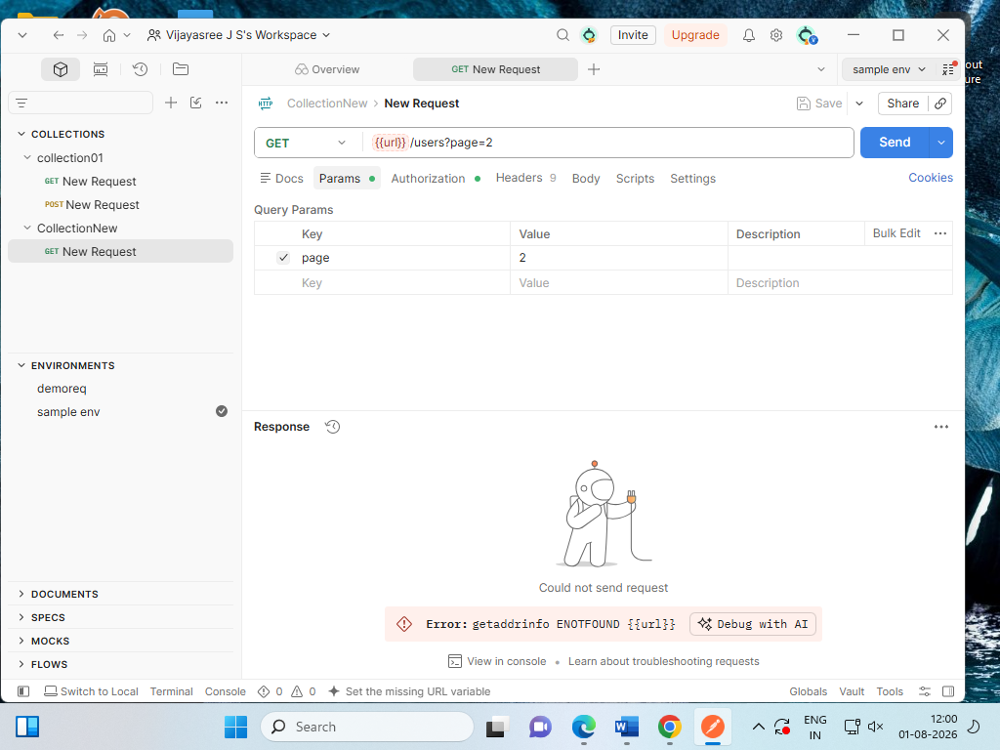 Vijayasree J S's Workspace
Invite
Upgrade
Overview
GET New Request
sample env
out
ure
HTTP
CollectionNew > New Request
Save
Share
COLLECTIONS
collection01
GET New Request
POST New Request
CollectionNew
GET New Request
GET
{{url}}/users?page=2
Send
Docs
Params
Authorization
Headers 9
Body
Scripts
Settings
Cookies
Query Params
Key
Value
Description
Bulk Edit
page
2
Key
Value
Description
ENVIRONMENTS
demoreq
sample env
Response
Could not send request
Error: getaddrinfo ENOTFOUND {{url}}
Debug with AI
View in console
Learn about troubleshooting requests
DOCUMENTS
SPECS
MOCKS
FLOWS
Switch to Local
Terminal
Console
0
0
Set the missing URL variable
Globals
Vault
Tools
Search
ENG
IN
12:00
01-08-2026